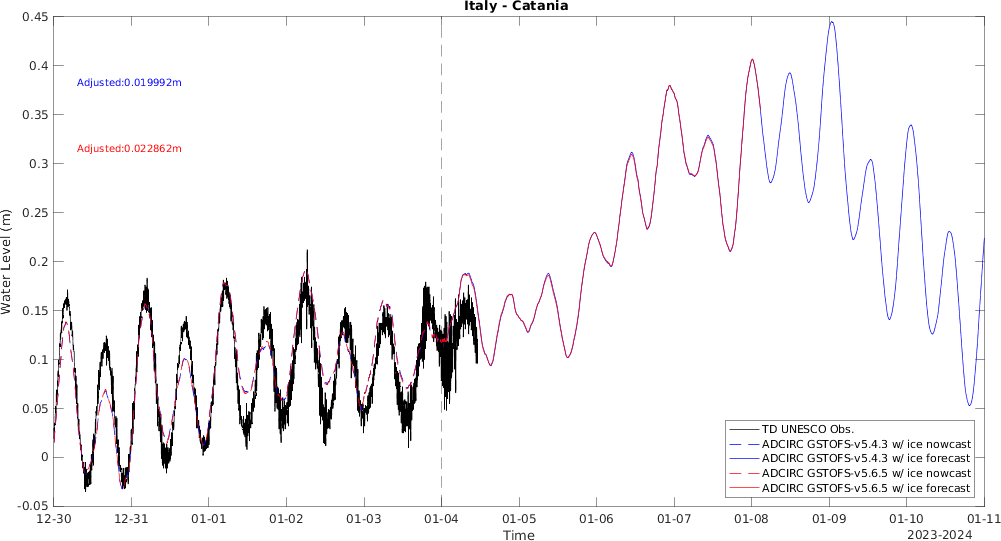 Italy - Catania
0.45
0.4
0.35
0.3
0.25
0.2
0.15
0.1
0.05
0
-0.05
Water Level (m)
Adjusted:0.019992m
Adjusted:0.022862m
TD UNESCO Obs.
ADCIRC GSTOFS-v5.4.3 w/ ice nowcast
ADCIRC GSTOFS-v5.4.3 w/ ice forecast
ADCIRC GSTOFS-v5.6.5 w/ ice nowcast
ADCIRC GSTOFS-v5.6.5 w/ ice forecast
12-30 12-31 01-01 01-02 01-03 01-04 01-05 01-06 01-07 01-08 01-09 01-10 01-11
Time
2023-2024